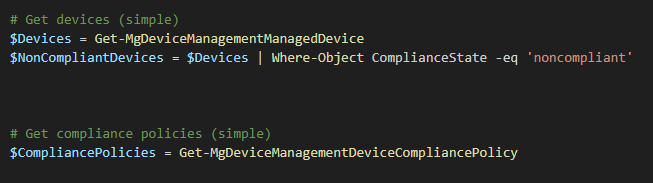 # Get devices (simple)
$Devices = Get-MgDeviceManagementManagedDevice
$NonCompliantDevices = $Devices | Where-Object ComplianceState -eq 'noncompliant'
# Get compliance policies (simple)
$CompliancePolicies = Get-MgDeviceManagementDeviceCompliancePolicy